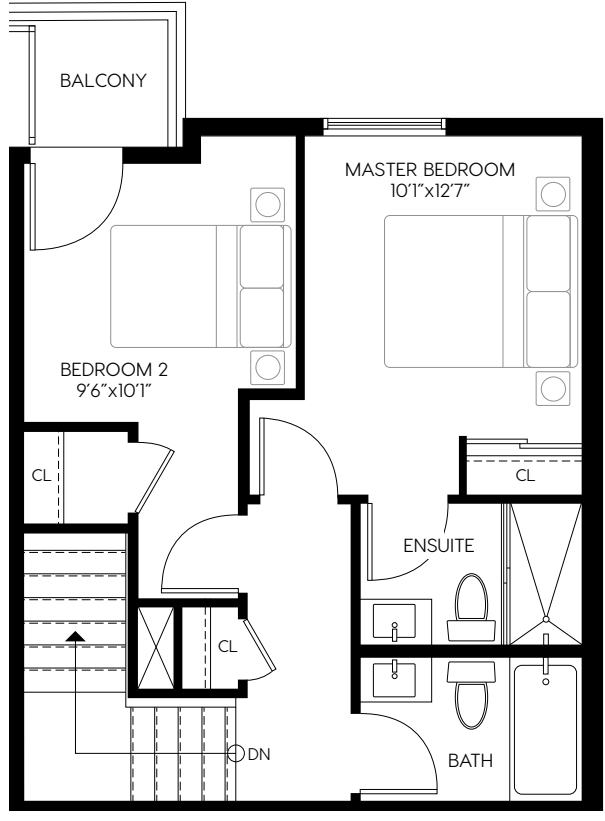 BALCONY
MASTER BEDROOM
10'1"x12'7"
BEDROOM 2
9'6"x10'1"
CL
CL
ENSUITE
CL
DN
BATH